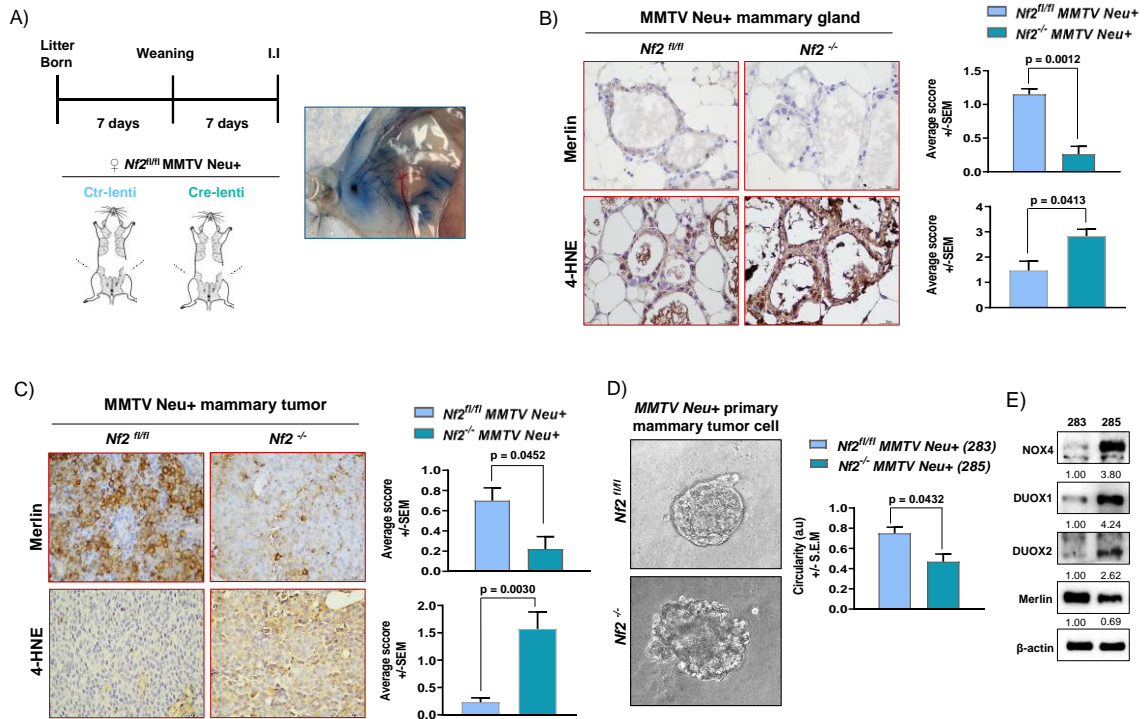 A)
Litter
Born
Weaning
I.I
7 days
7 days
♀ Nf2fl/fl MMTV Neu+
Ctr-lenti
Cre-lenti
B)
MMTV Neu+ mammary gland
Nf2 fl/fl
Nf2 -/-
Merlin
4-HNE
Nf2fl/fl MMTV Neu+
Nf2-/- MMTV Neu+
p = 0.0012
Average sccore
+/-SEM
1.5
1.0
0.5
0.0
p = 0.0413
Average sccore
+/-SEM
4
3
2
1
0
C)
MMTV Neu+ mammary tumor
Nf2 fl/fl
Nf2 -/-
Merlin
4-HNE
Nf2fl/fl MMTV Neu+
Nf2-/- MMTV Neu+
p = 0.0452
Average sccore
+/-SEM
1.0
0.8
0.6
0.4
0.2
0.0
p = 0.0030
Average sccore
+/-SEM
2.0
1.5
1.0
0.5
0.0
D)
MMTV Neu+ primary
mammary tumor cell
Nf2 fl/fl
Nf2 -/-
Nf2fl/fl MMTV Neu+ (283)
Nf2-/- MMTV Neu+ (285)
p = 0.0432
Circularity (a.u)
+/- S.E.M
1.0
0.8
0.6
0.4
0.2
0.0
E)
283 285
NOX4
1.00 3.80
DUOX1
1.00 4.24
DUOX2
1.00 2.62
Merlin
1.00 0.69
β-actin